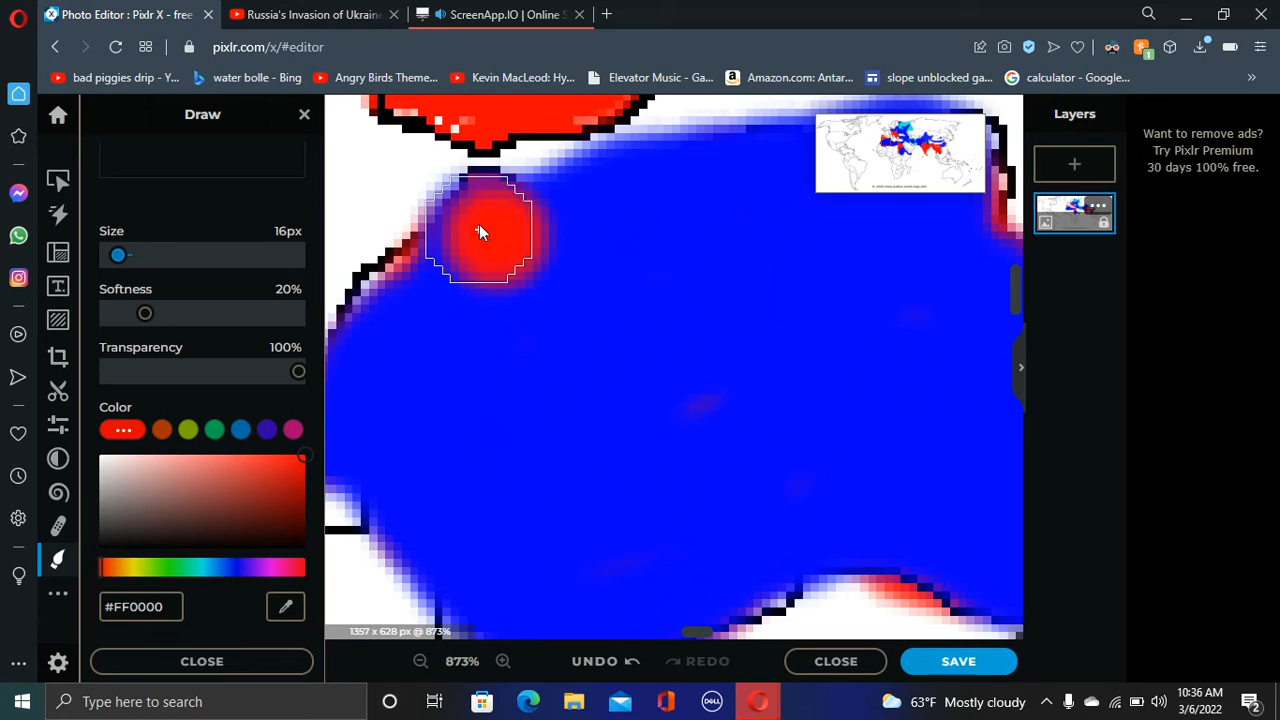 Photo Editor : Pixlr X - free
Russia's Invasion of Ukraine
ScreenApp.IO | Online S
pixlr.com/x/#editor
bad piggies drip - Y...
water bolle - Bing
Angry Birds Theme...
Kevin MacLeod: Hy...
Elevator Music - Ga...
Amazon.com: Antar...
slope unblocked ga...
calculator - Google...
Draw
Size
16px
Softness
20%
Transparency
100%
Color
#FF0000
CLOSE
1357 x 628 px @ 873%
873%
UNDO
REDO
CLOSE
SAVE
Layers
Want to remove ads?
Try Pixlr Premium
30 days 100% free.
Type here to search
DELL
63°F Mostly cloudy
:36 AM
3/6/2022
2
1